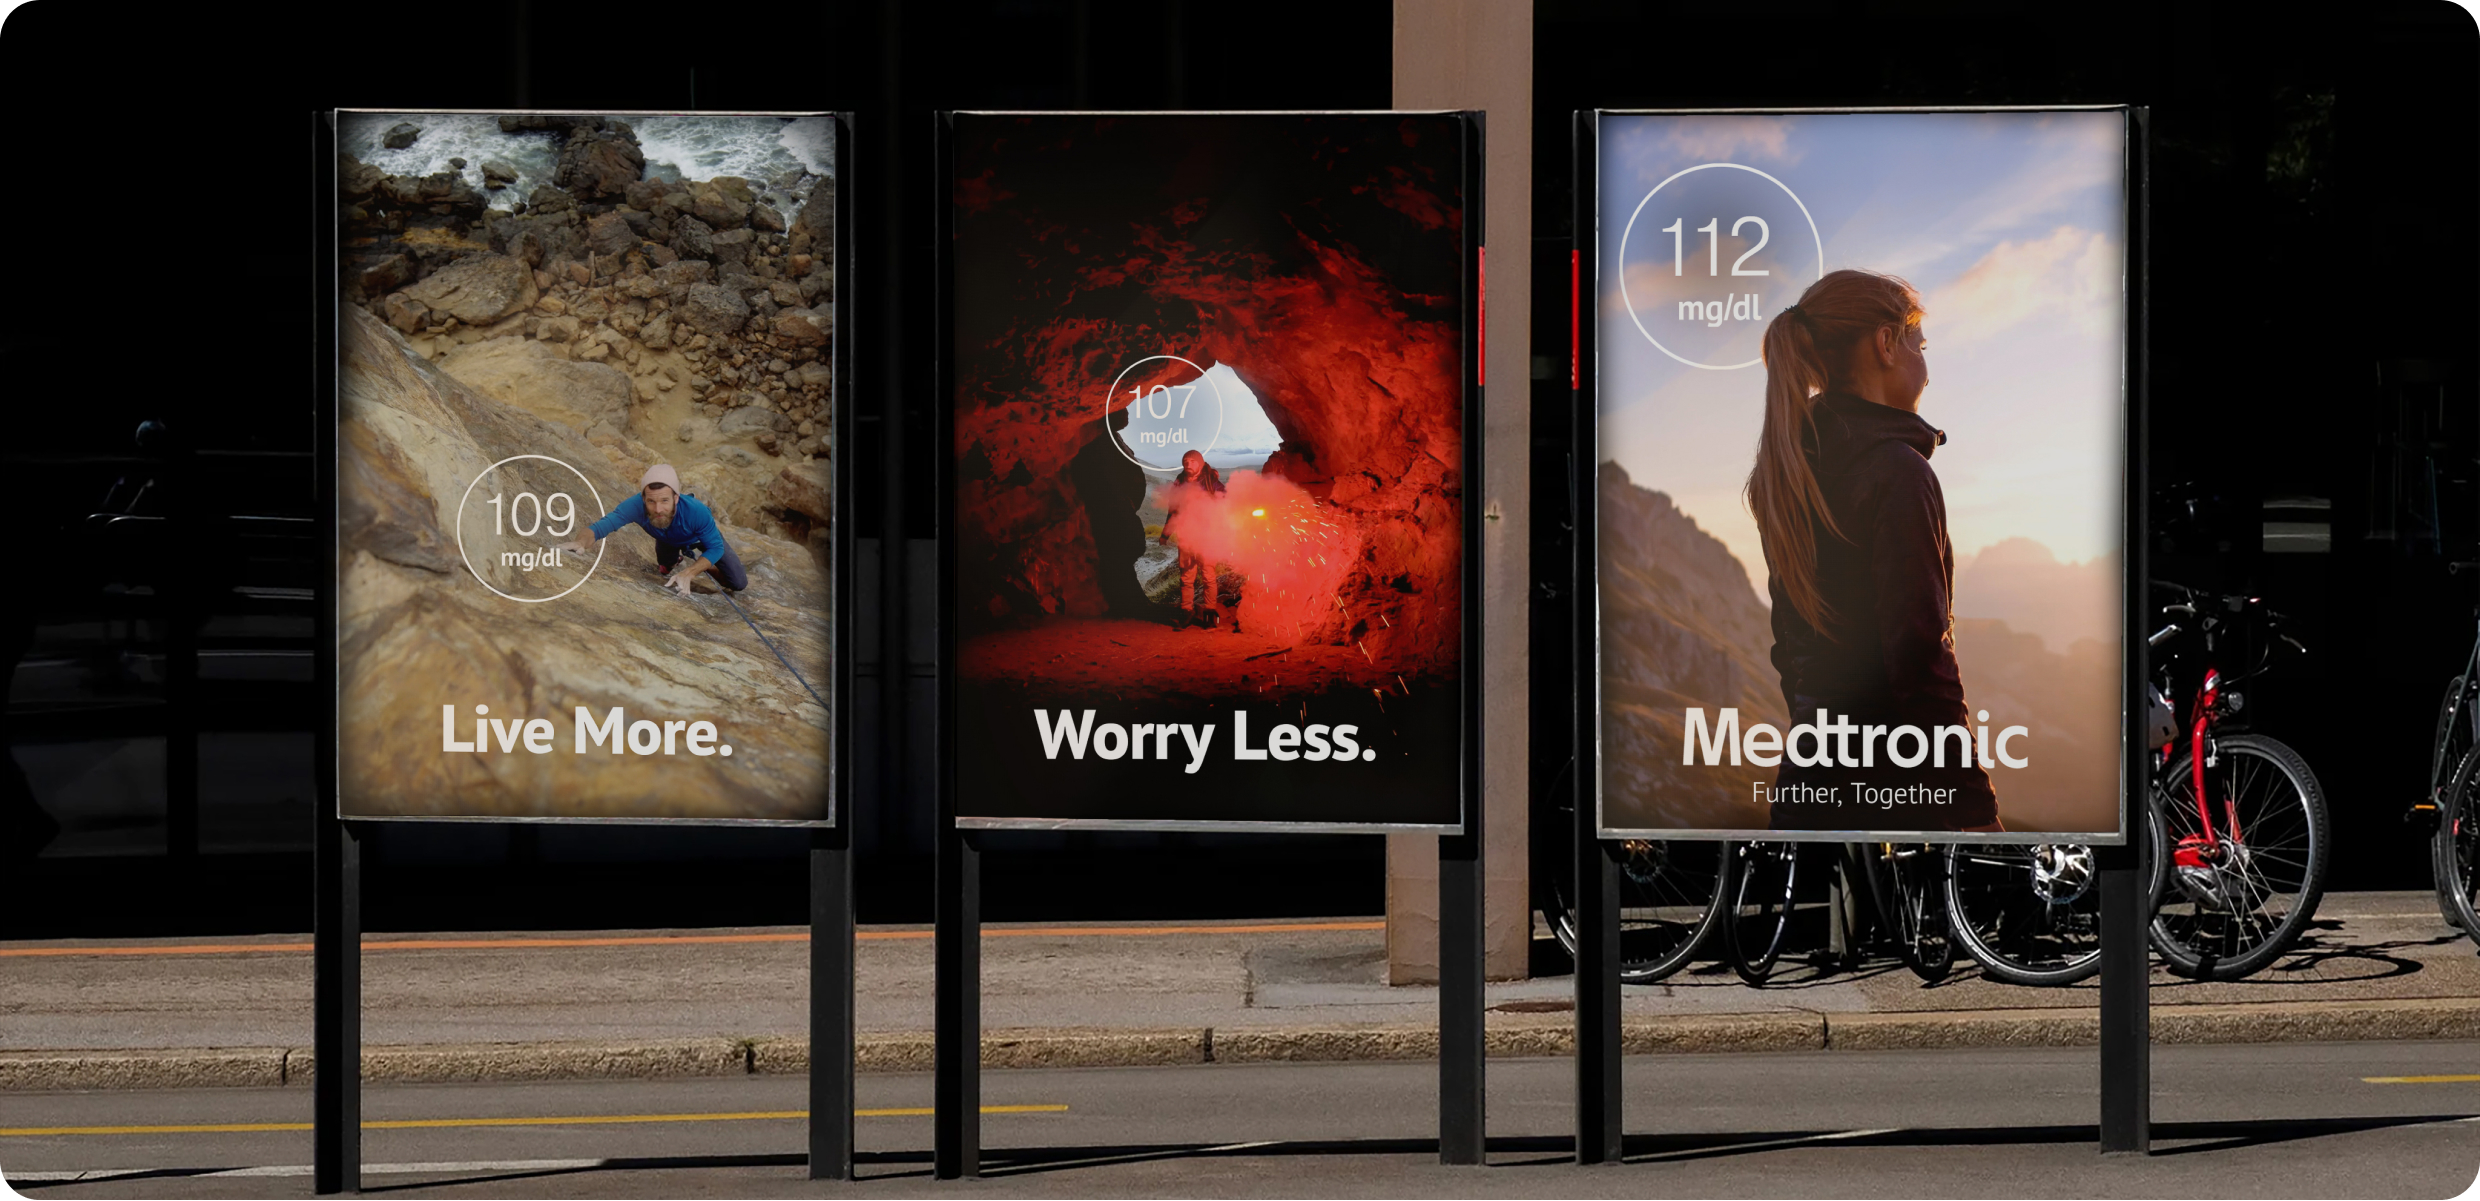 109
mg/dl
Live More.
107
mg/dl
Worry Less.
112
mg/dl
Medtronic
Further, Together